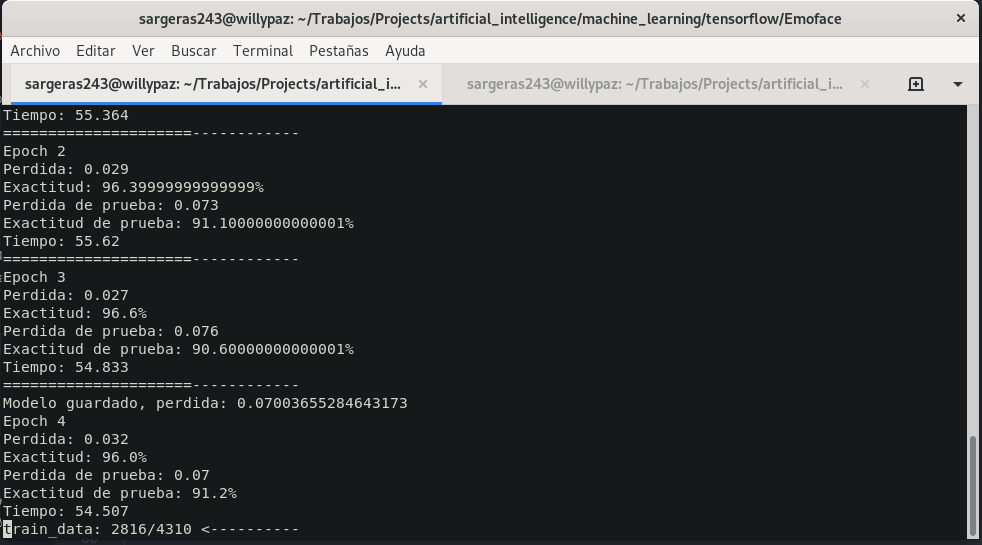 sargeras243@willypaz: ~/Trabajos/Projects/artificial_intelligence/machine_learning/tensorflow/Emoface
Archivo Editar Ver Buscar Terminal Pestañas Ayuda
sargeras243@willypaz: ~/Trabajos/Projects/artificial_i... sargeras243@willypaz: ~/Trabajos/Projects/artificial_i...
Tiempo: 55.364
=====================------------
Epoch 2
Perdida: 0.029
Exactitud: 96.39999999999999%
Perdida de prueba: 0.073
Exactitud de prueba: 91.10000000000001%
Tiempo: 55.62
=====================------------
Epoch 3
Perdida: 0.027
Exactitud: 96.6%
Perdida de prueba: 0.076
Exactitud de prueba: 90.60000000000001%
Tiempo: 54.833
=====================------------
Modelo guardado, perdida: 0.07003655284643173
Epoch 4
Perdida: 0.032
Exactitud: 96.0%
Perdida de prueba: 0.07
Exactitud de prueba: 91.2%
Tiempo: 54.507
train_data: 2816/4310 <----------